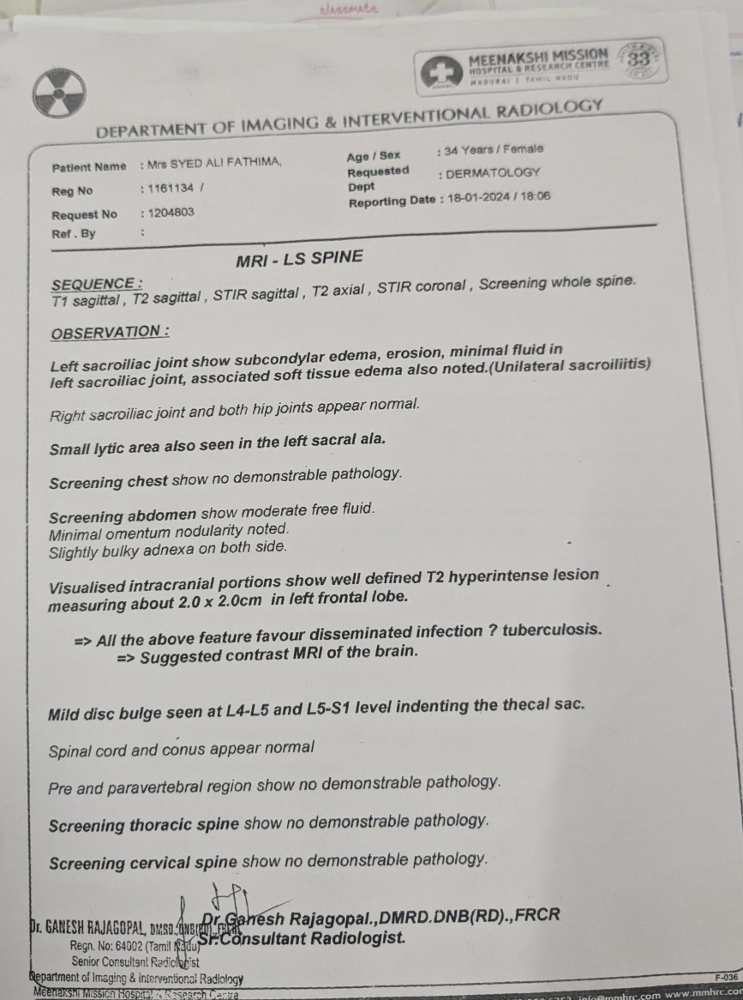 classmate
MEENAKSHI MISSION
HOSPITAL & RESEARCH CENTRE
MADURAI | TAMIL NADU
33
DEPARTMENT OF IMAGING & INTERVENTIONAL RADIOLOGY
Patient Name : Mrs SYED ALI FATHIMA, Age / Sex : 34 Years / Female
Reg No : 1161134 / Requested Dept : DERMATOLOGY
Request No : 1204803 Reporting Date : 18-01-2024 / 18:06
Ref . By :
MRI - LS SPINE
SEQUENCE :
T1 sagittal , T2 sagittal , STIR sagittal , T2 axial , STIR coronal , Screening whole spine.
OBSERVATION :
Left sacroiliac joint show subcondylar edema, erosion, minimal fluid in
left sacroiliac joint, associated soft tissue edema also noted.(Unilateral sacroiliitis)
Right sacroiliac joint and both hip joints appear normal.
Small lytic area also seen in the left sacral ala.
Screening chest show no demonstrable pathology.
Screening abdomen show moderate free fluid.
Minimal omentum nodularity noted.
Slightly bulky adnexa on both side.
Visualised intracranial portions show well defined T2 hyperintense lesion
measuring about 2.0 x 2.0cm in left frontal lobe.
=> All the above feature favour disseminated infection ? tuberculosis.
=> Suggested contrast MRI of the brain.
Mild disc bulge seen at L4-L5 and L5-S1 level indenting the thecal sac.
Spinal cord and conus appear normal
Pre and paravertebral region show no demonstrable pathology.
Screening thoracic spine show no demonstrable pathology.
Screening cervical spine show no demonstrable pathology.
Dr.Ganesh Rajagopal.,DMRD.DNB(RD).,FRCR
Sr.Consultant Radiologist.
Dr. GANESH RAJAGOPAL, DMRD.,DNB(RD).,FRCR
Regn. No: 64002 (Tamil Nadu)
Senior Consultant Radiologist
Department of Imaging & Interventional Radiology
Meenakshi Mission Hospital & Research Centre
F-036
info@mmhrc.com www.mmhrc.co